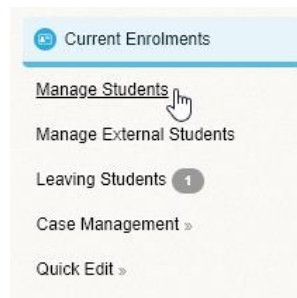 Current Enrolments
Manage Students
Manage External Students
Leaving Students 1
Case Management »
Quick Edit »